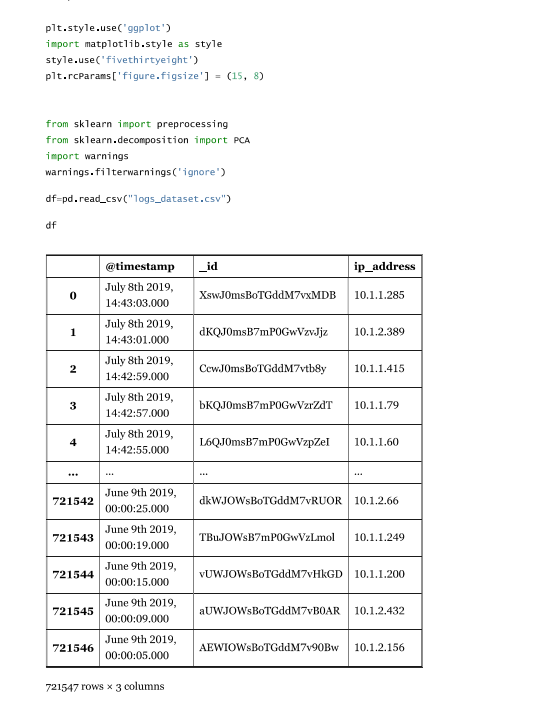 plt.style.use('ggplot')
import matplotlib.style as style
style.use('fivethirtyeight')
plt.rcParams['figure.figsize'] = (15, 8)
from sklearn import preprocessing
from sklearn.decomposition import PCA
import warnings
warnings.filterwarnings('ignore')
df=pd.read_csv("logs_dataset.csv")
df
@timestamp _id ip_address
0 July 8th 2019, 14:43:03.000 XswJ0msBoTGddM7vxMDB 10.1.1.285
1 July 8th 2019, 14:43:01.000 dKQJ0msB7mP0GwVzvJjz 10.1.2.389
2 July 8th 2019, 14:42:59.000 CcwJ0msBoTGddM7vtb8y 10.1.1.415
3 July 8th 2019, 14:42:57.000 bKQJ0msB7mP0GwVzrZdT 10.1.1.79
4 July 8th 2019, 14:42:55.000 L6QJ0msB7mP0GwVzpZeI 10.1.1.60
... ... ... ...
721542 June 9th 2019, 00:00:25.000 dkWJOWsBoTGddM7vRUOR 10.1.2.66
721543 June 9th 2019, 00:00:19.000 TBuJOWsB7mP0GwVzLmol 10.1.1.249
721544 June 9th 2019, 00:00:15.000 vUWJOWsBoTGddM7vHkGD 10.1.1.200
721545 June 9th 2019, 00:00:09.000 aUWJOWsBoTGddM7vB0AR 10.1.2.432
721546 June 9th 2019, 00:00:05.000 AEWIOWsBoTGddM7v90Bw 10.1.2.156
721547 rows × 3 columns